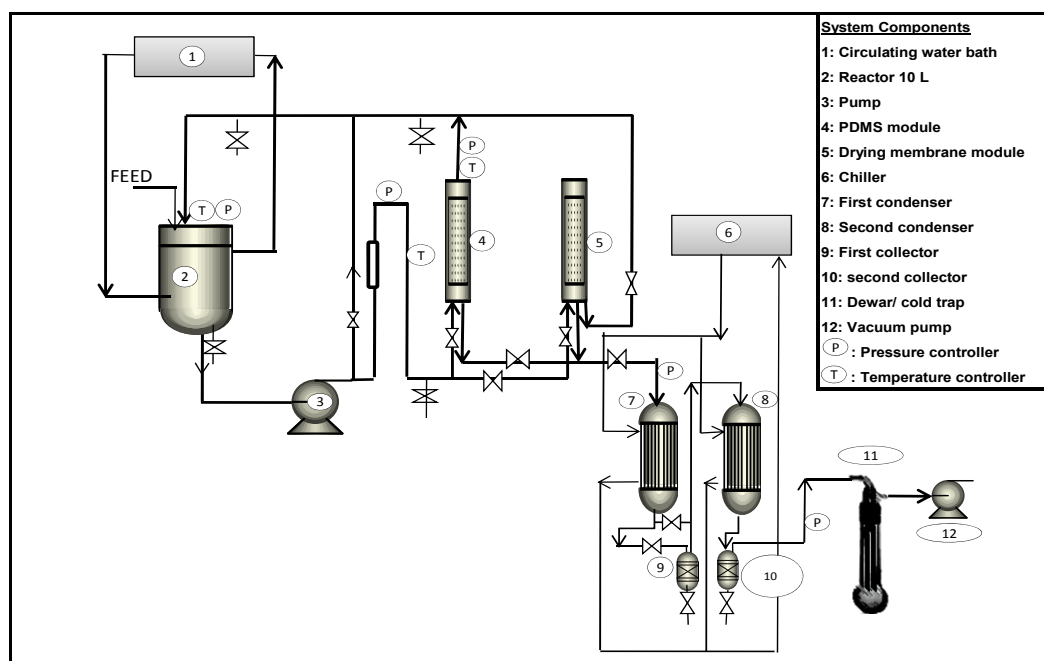 System Components
1: Circulating water bath
2: Reactor 10 L
3: Pump
4: PDMS module
5: Drying membrane module
6: Chiller
7: First condenser
8: Second condenser
9: First collector
10: second collector
11: Dewar/ cold trap
12: Vacuum pump
P : Pressure controller
T : Temperature controller
1
P
T
FEED
P
T P
4
5
6
T
2
P
7
8
3
11
P
12
9
10